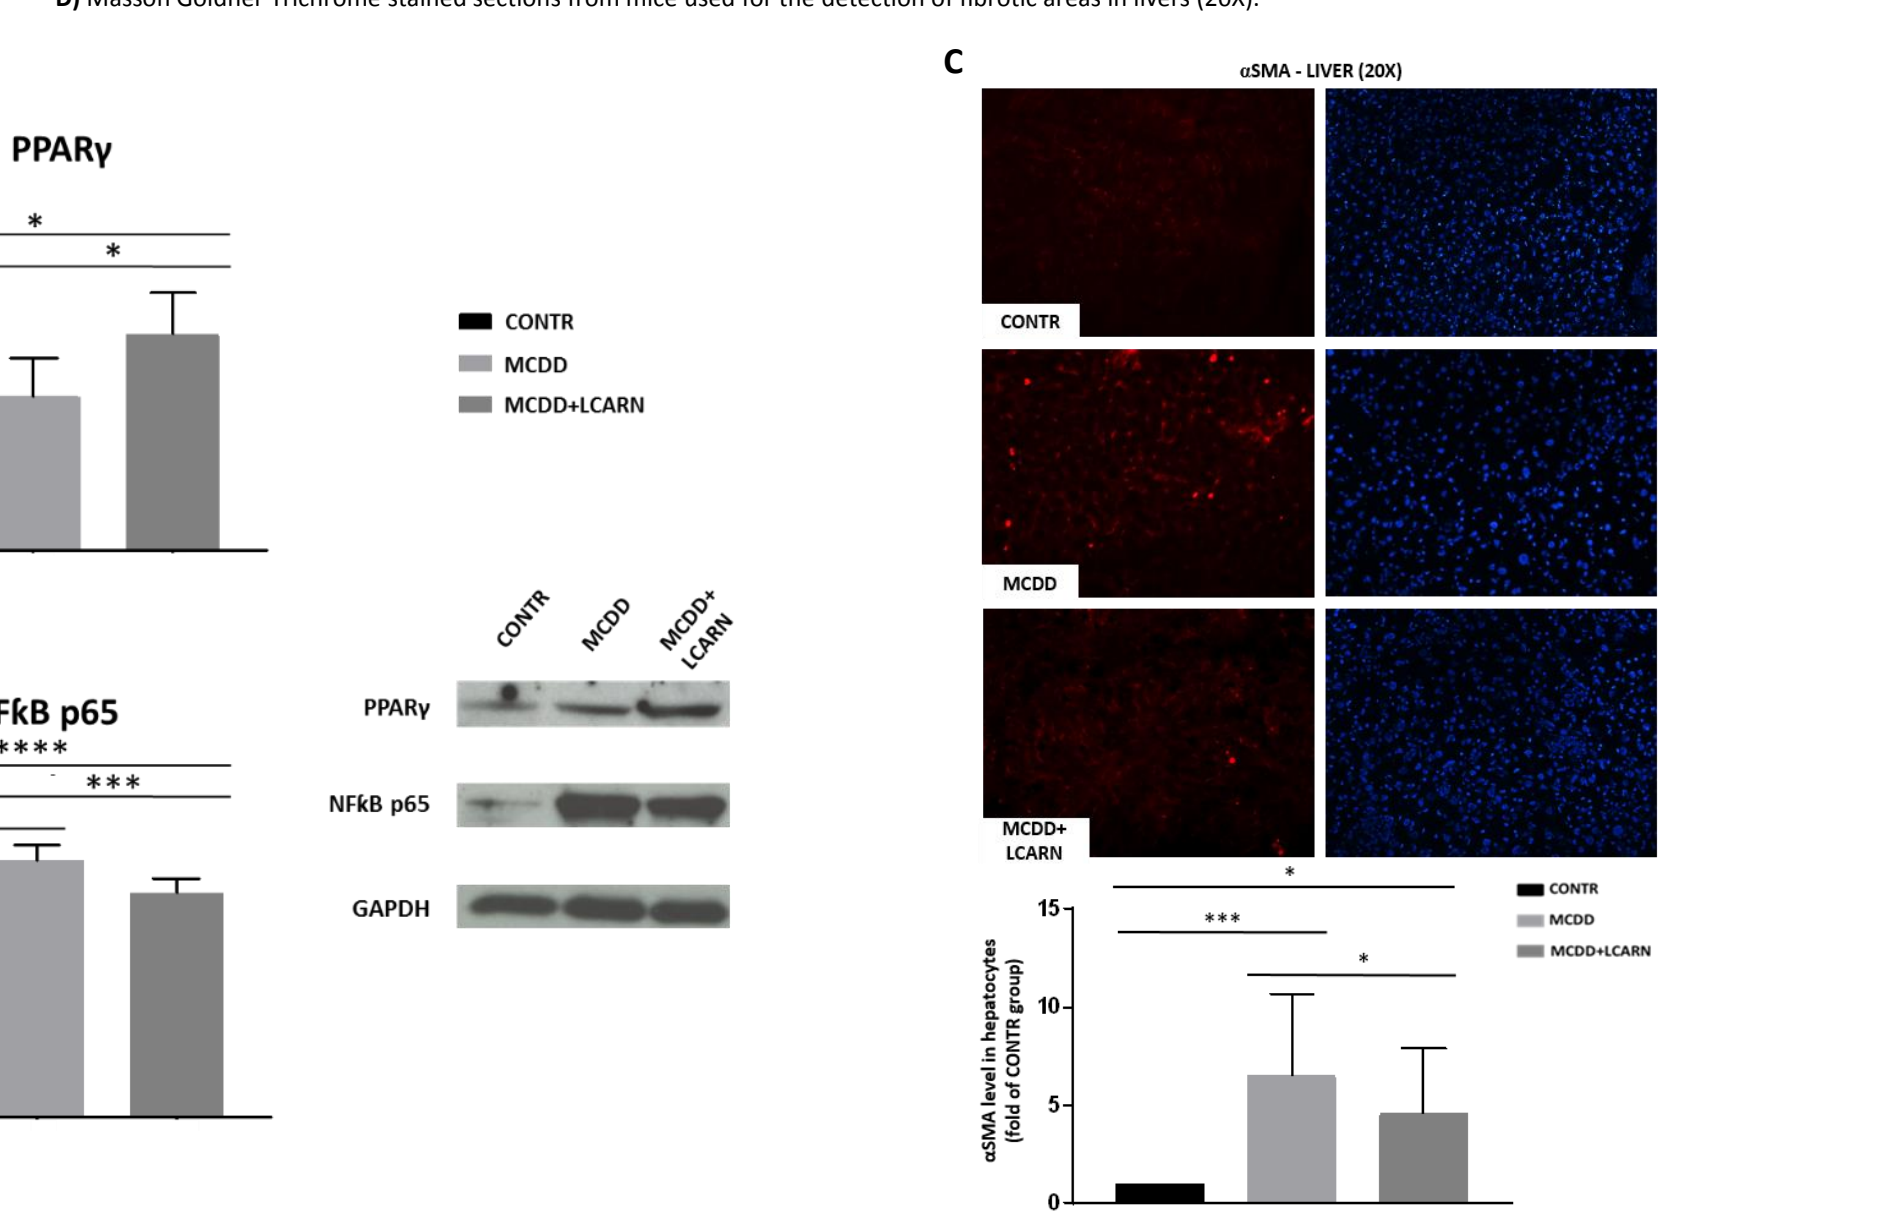 D) Masson Goldner Trichrome stained sections from mice used for the detection of fibrotic areas in livers (20X).
PPARγ
*
*
CONTR
MCDD
MCDD+LCARN
CONTR
MCDD
MCDD+
LCARN
PPARγ
NFkB p65
GAPDH
FkB p65
****
***
C
αSMA - LIVER (20X)
CONTR
MCDD
MCDD+
LCARN
*
***
*
αSMA level in hepatocytes
(fold of CONTR group)
15
10
5
0
CONTR
MCDD
MCDD+LCARN